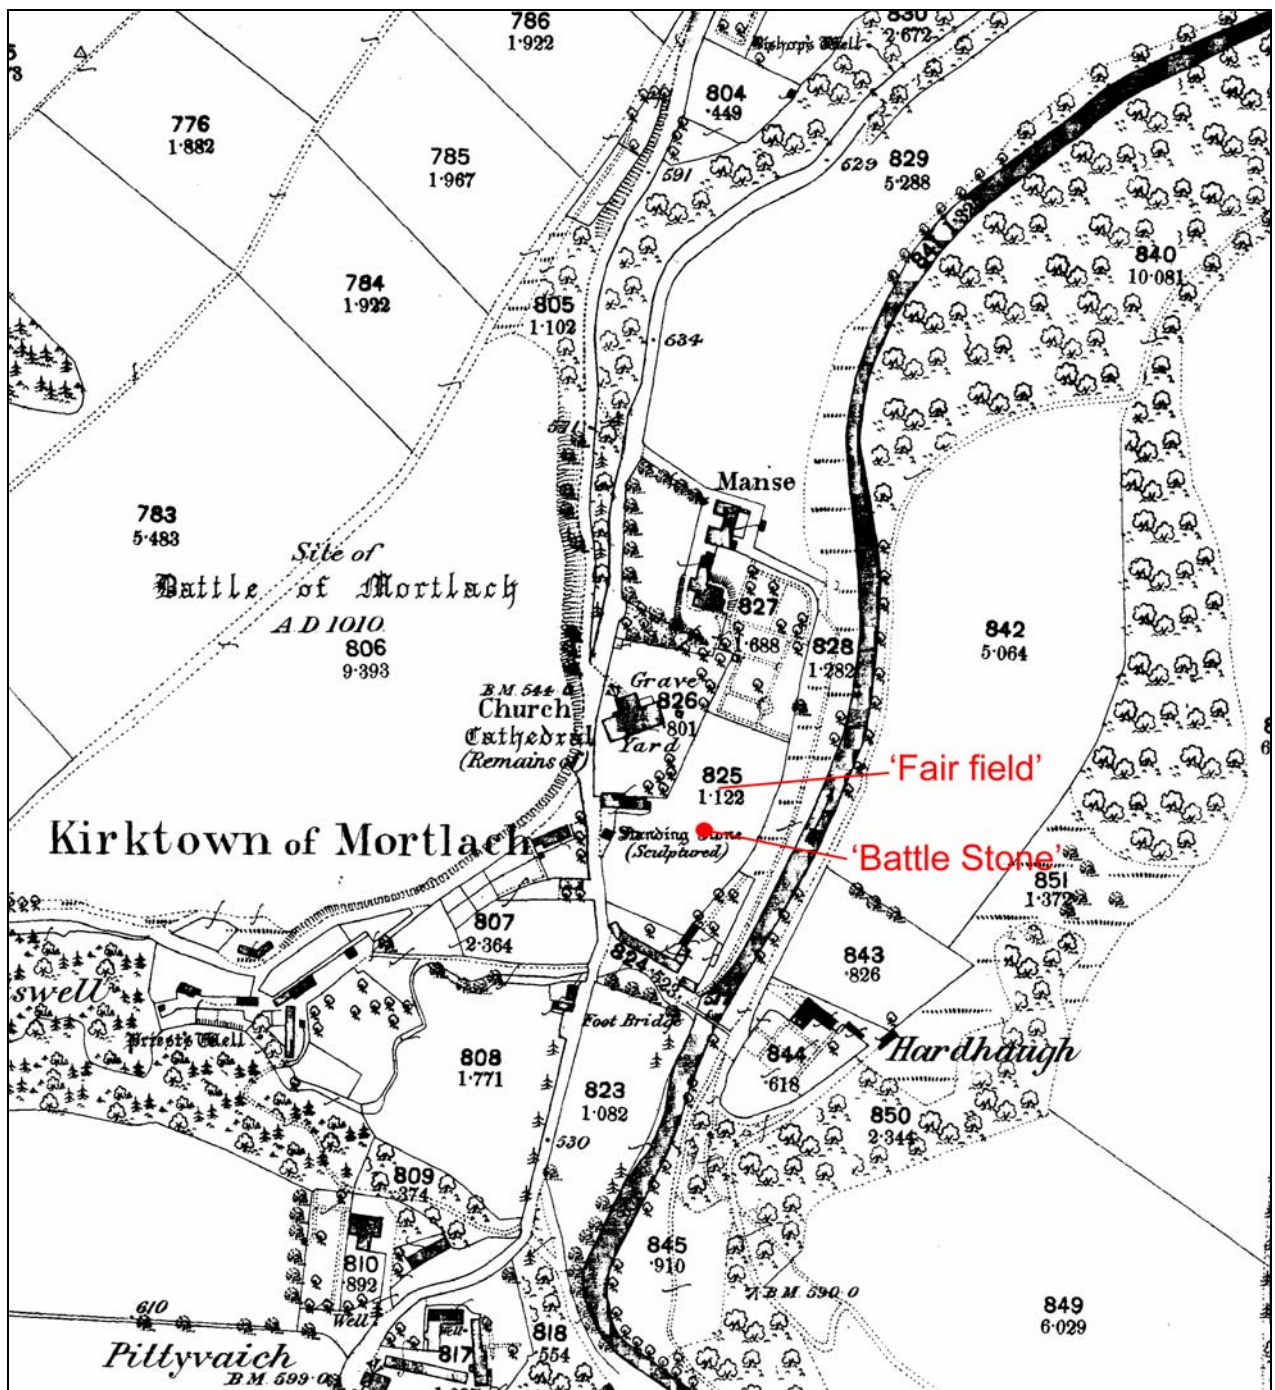 786
1·922
830
2·672
Bishop's Well
804
·449
776
1·882
785
1·967
591
529
829
5·288
784
1·922
805
1·102
840
10·081
634
Manse
783
5·483
Site of
Battle of Mortlach
A.D 1010.
806
9·393
827
1·688
828
1·282
842
5·064
B.M. 544·
Grave
826
·801
Yard
Church
Cathedral
(Remains of)
'Fair field'
825
1·122
Kirktown of Mortlach
Standing Stone
(Sculptured)
'Battle Stone'
851
1·372
807
2·364
824
·523
843
·826
swell
Priest's Well
Foot Bridge
808
1·771
823
1·082
844
·618
Hardhaugh
850
2·344
530
809
·374
845
·910
810
·892
Well
B.M. 590·0
849
6·029
610
Pittyvaich
B.M. 599·0
Well
817
818
·554